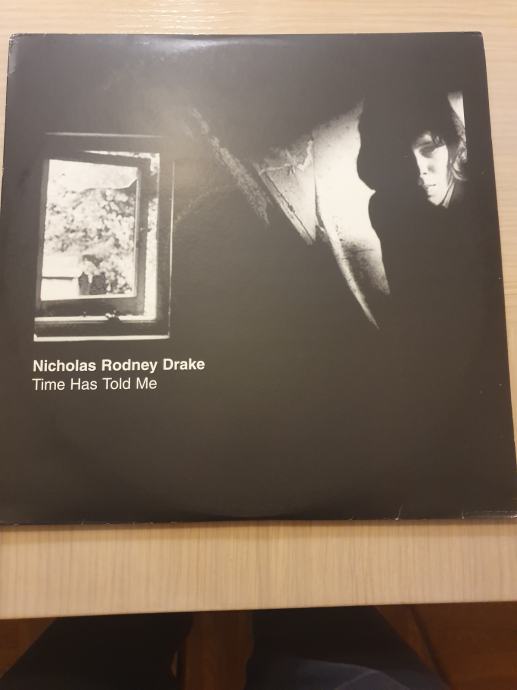 Nicholas Rodney Drake
Time Has Told Me